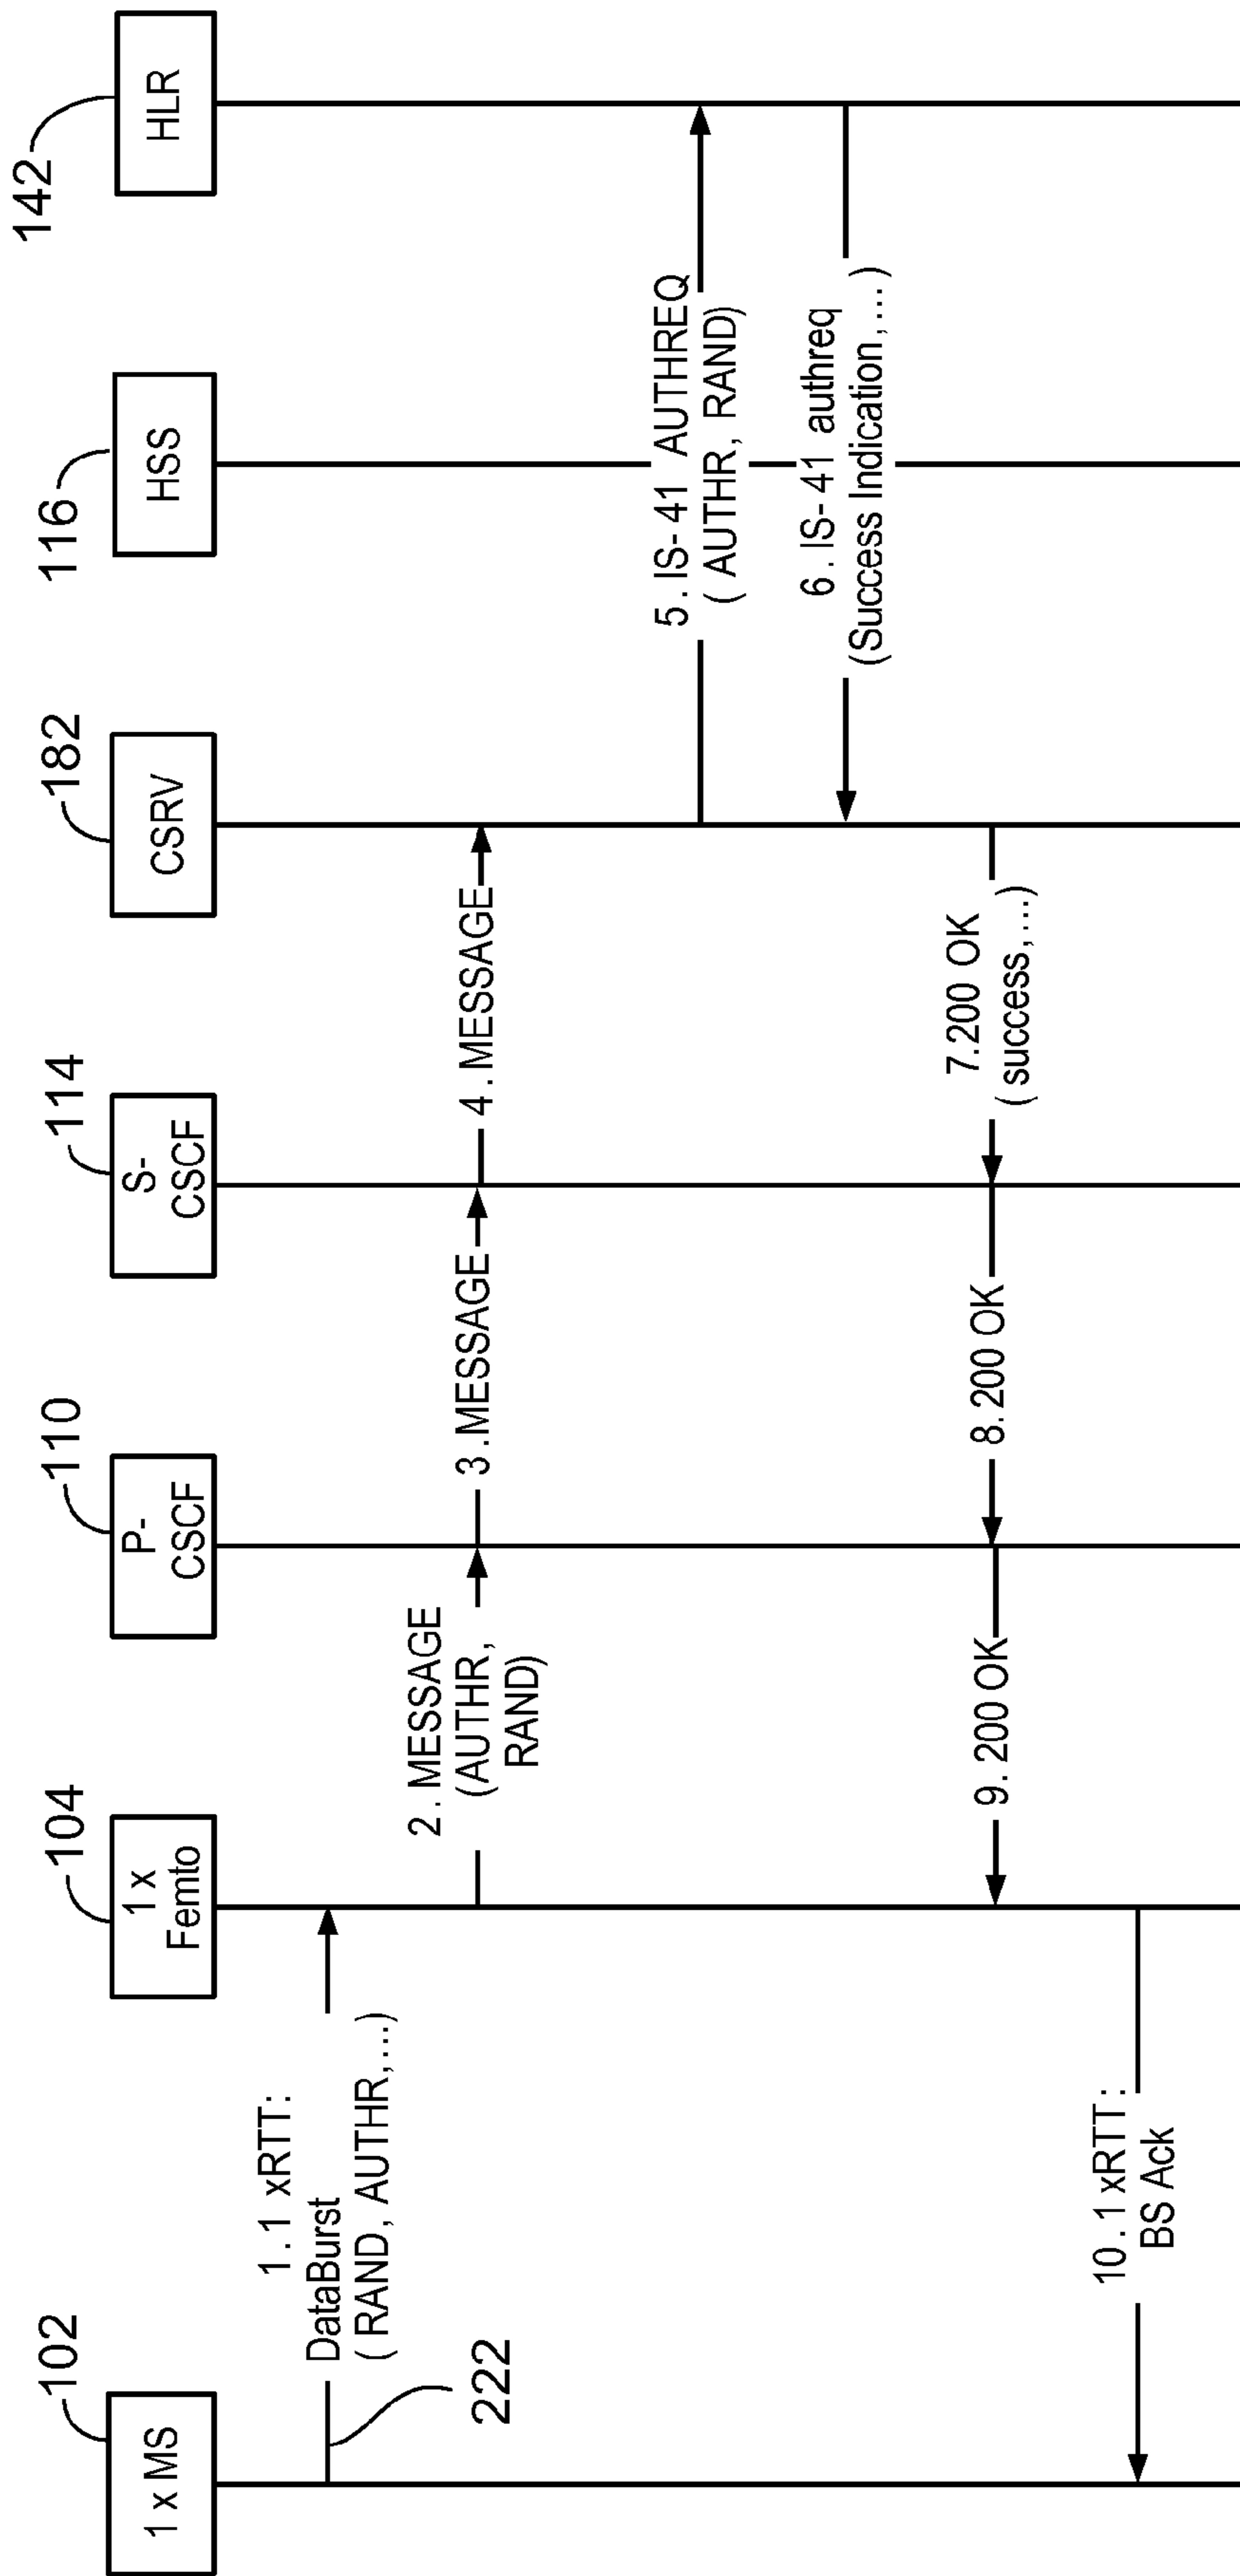 102
1 x MS
104
1 x
Femto
110
P-
CSCF
114
S-
CSCF
182
CSRV
116
HSS
142
HLR
1.1 xRTT:
DataBurst
( RAND, AUTHR,...)
222
2. MESSAGE
(AUTHR,
RAND)
3.MESSAGE
4. MESSAGE
5. IS-41 AUTHREQ
( AUTHR, RAND)
6. IS-41 authreq
(Success Indication,...)
7.200 OK
( success,...)
8. 200 OK
9. 200 OK
10. 1xRTT:
BS Ack